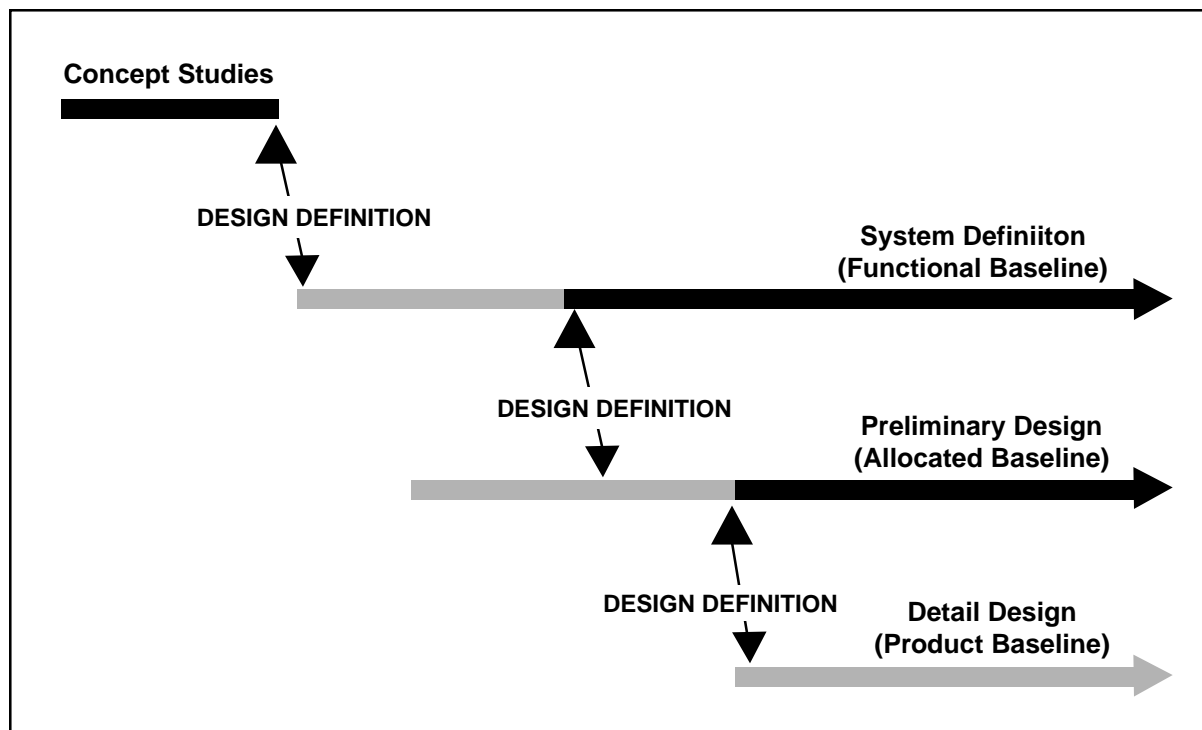 Concept Studies
DESIGN DEFINITION
System Definiiton
(Functional Baseline)
DESIGN DEFINITION
Preliminary Design
(Allocated Baseline)
DESIGN DEFINITION
Detail Design
(Product Baseline)